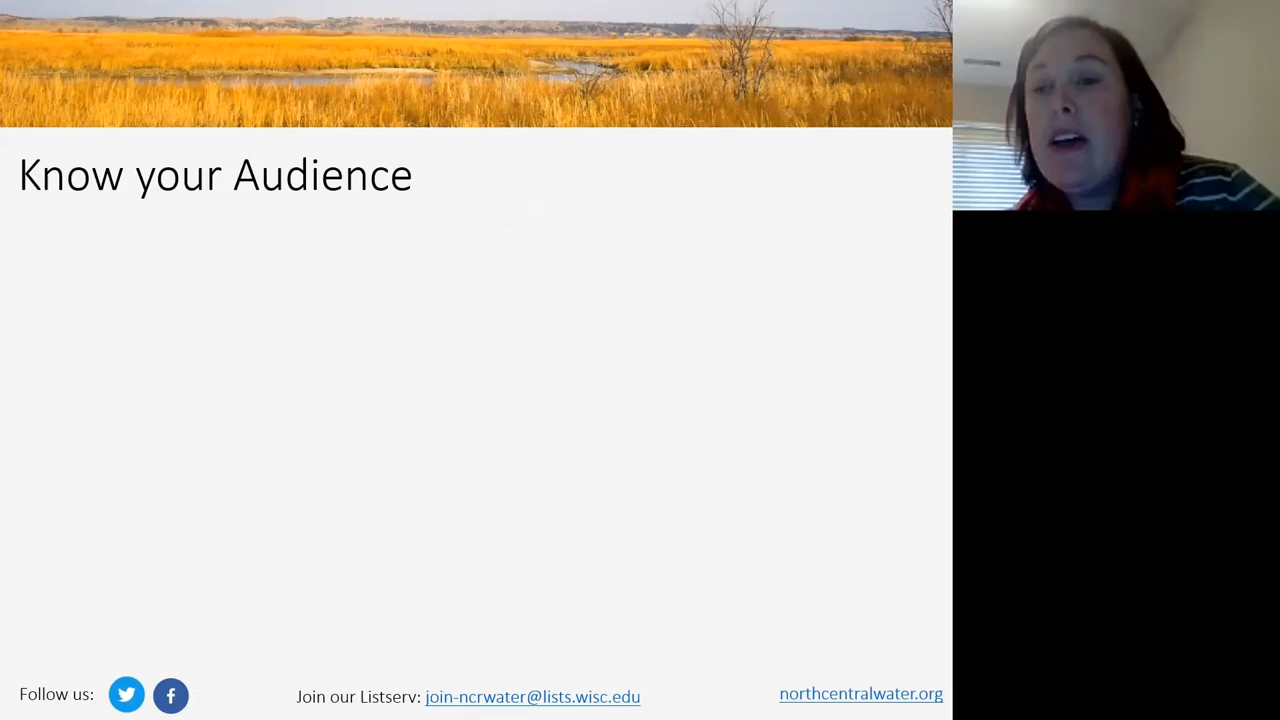 Know your Audience
Follow us:
Join our Listserv: join-ncrwater@lists.wisc.edu
northcentralwater.org